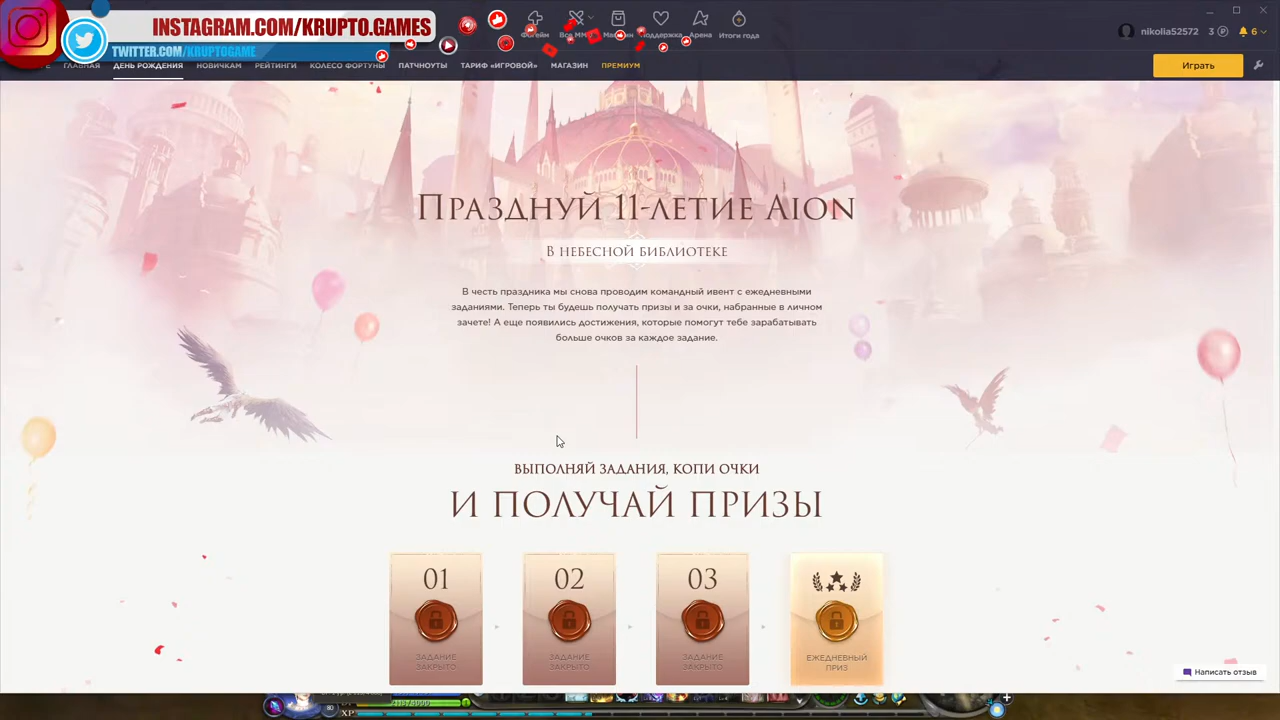 INSTAGRAM.COM/KRUPTO.GAMES
TWITTER.COM/KRUPTOGAME
Поддержка Арена Итоги года
nikolia52572 3 6
ГЛАВНАЯ ДЕНЬ РОЖДЕНИЯ НОВИЧКАМ РЕЙТИНГИ КОЛЕСО ФОРТУНЫ ПАТЧНОУТЫ ТАРИФ «ИГРОВОЙ» МАГАЗИН ПРЕМИУМ
Играть
Празднуй 11-летие Aion
В небесной библиотеке
В честь праздника мы снова проводим командный ивент с ежедневными
заданиями. Теперь ты будешь получать призы и за очки, набранные в личном
зачете! А еще появились достижения, которые помогут тебе зарабатывать
больше очков за каждое задание.
ВЫПОЛНЯЙ ЗАДАНИЯ, КОПИ ОЧКИ
И ПОЛУЧАЙ ПРИЗЫ
01 02 03
ЗАДАНИЕ ЗАДАНИЕ ЗАДАНИЕ ЕЖЕДНЕВНЫЙ
ЗАКРЫТО ЗАКРЫТО ЗАКРЫТО ПРИЗ
Написать отзыв
80 XP